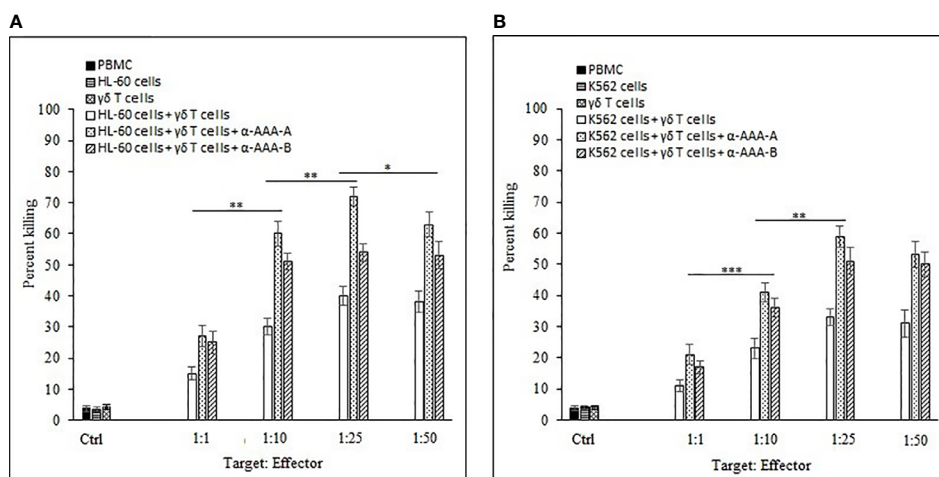 A
PBMC
HL-60 cells
γδ T cells
HL-60 cells + γδ T cells
HL-60 cells + γδ T cells + α-AAA-A
HL-60 cells + γδ T cells + α-AAA-B
100
90
80
70
60
50
40
30
20
10
0
Percent killing
**
**
*
Ctrl
1:1
1:10
1:25
1:50
Target: Effector
B
PBMC
K562 cells
γδ T cells
K562 cells + γδ T cells
K562 cells + γδ T cells + α-AAA-A
K562 cells + γδ T cells + α-AAA-B
100
90
80
70
60
50
40
30
20
10
0
Percent killing
***
**
Ctrl
1:1
1:10
1:25
1:50
Target: Effector